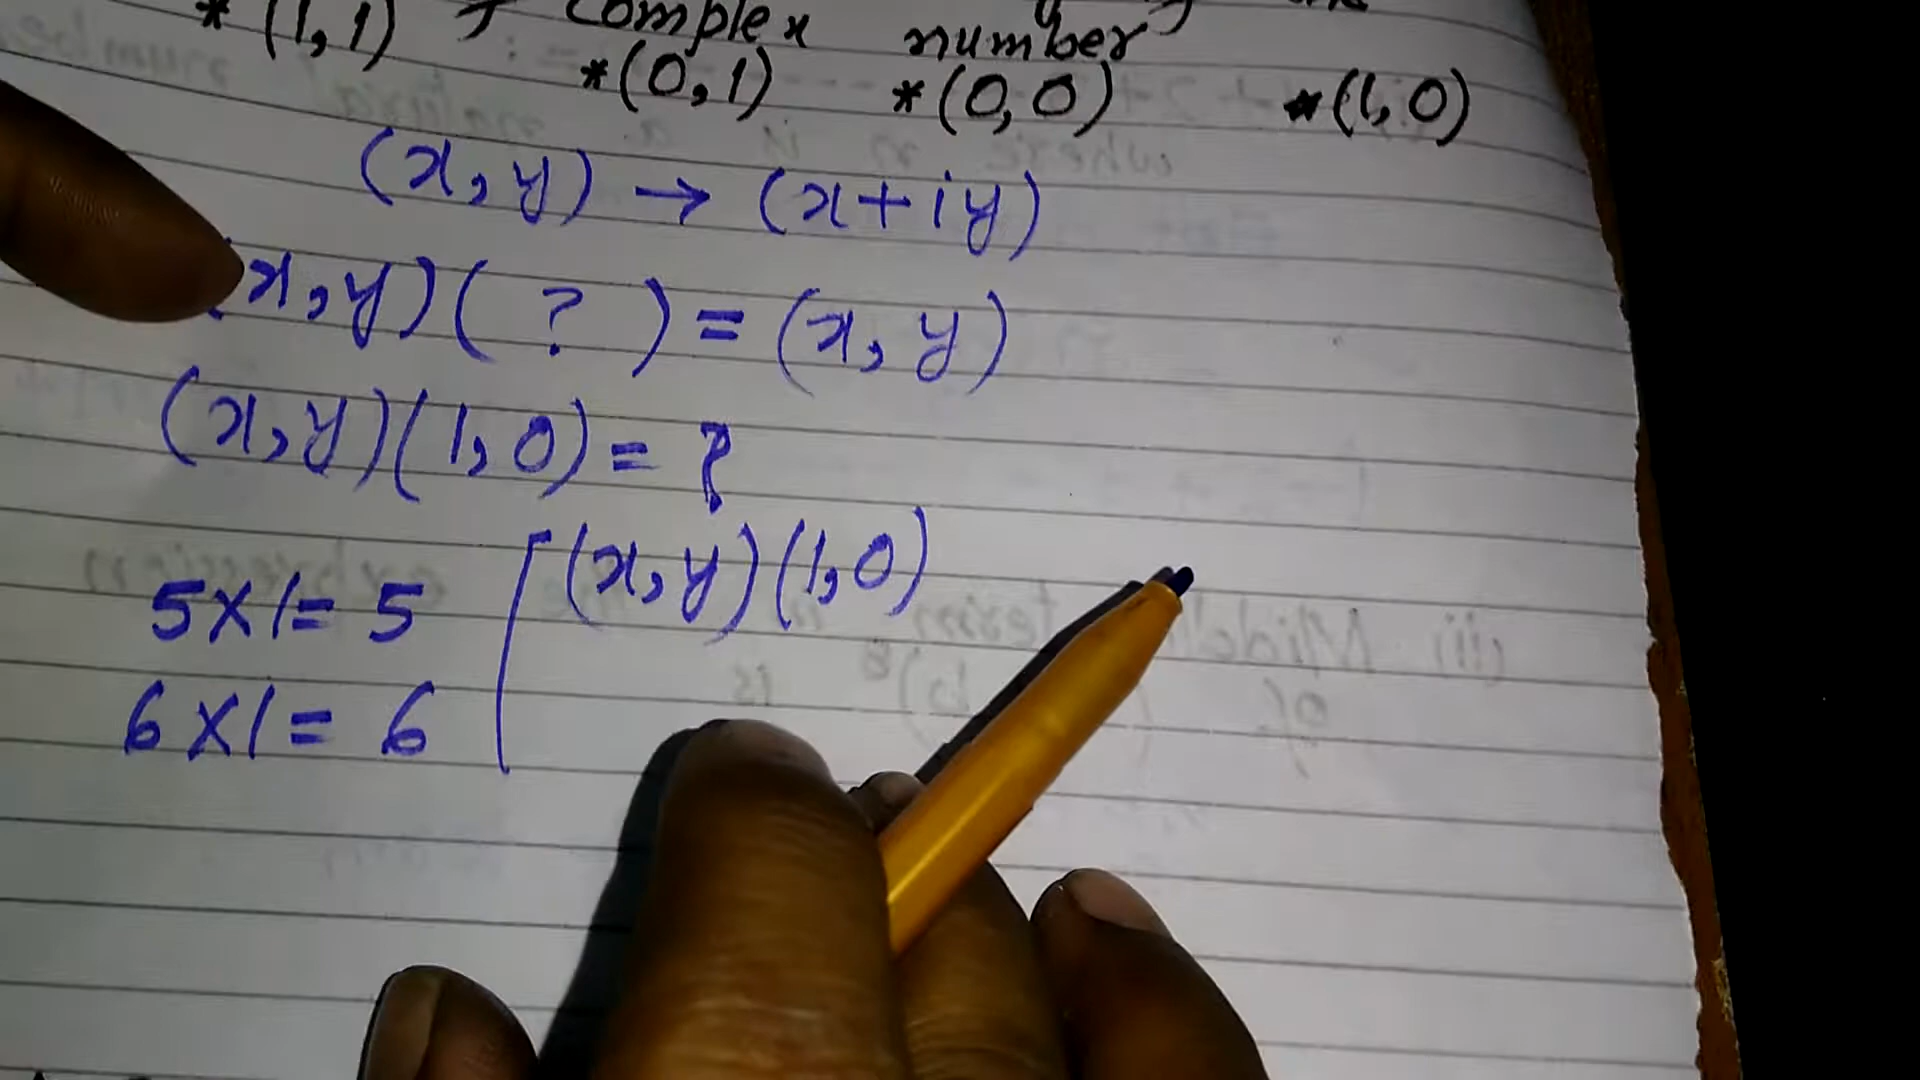 *(1,1) , complex number
*(0,1) *(0,0) *(1,0)
(x,y) → (x+iy)
(x,y)( ? ) = (x,y)
(x,y)(1,0) = ?
5×1= 5 (x,y)(1,0)
6×1= 6